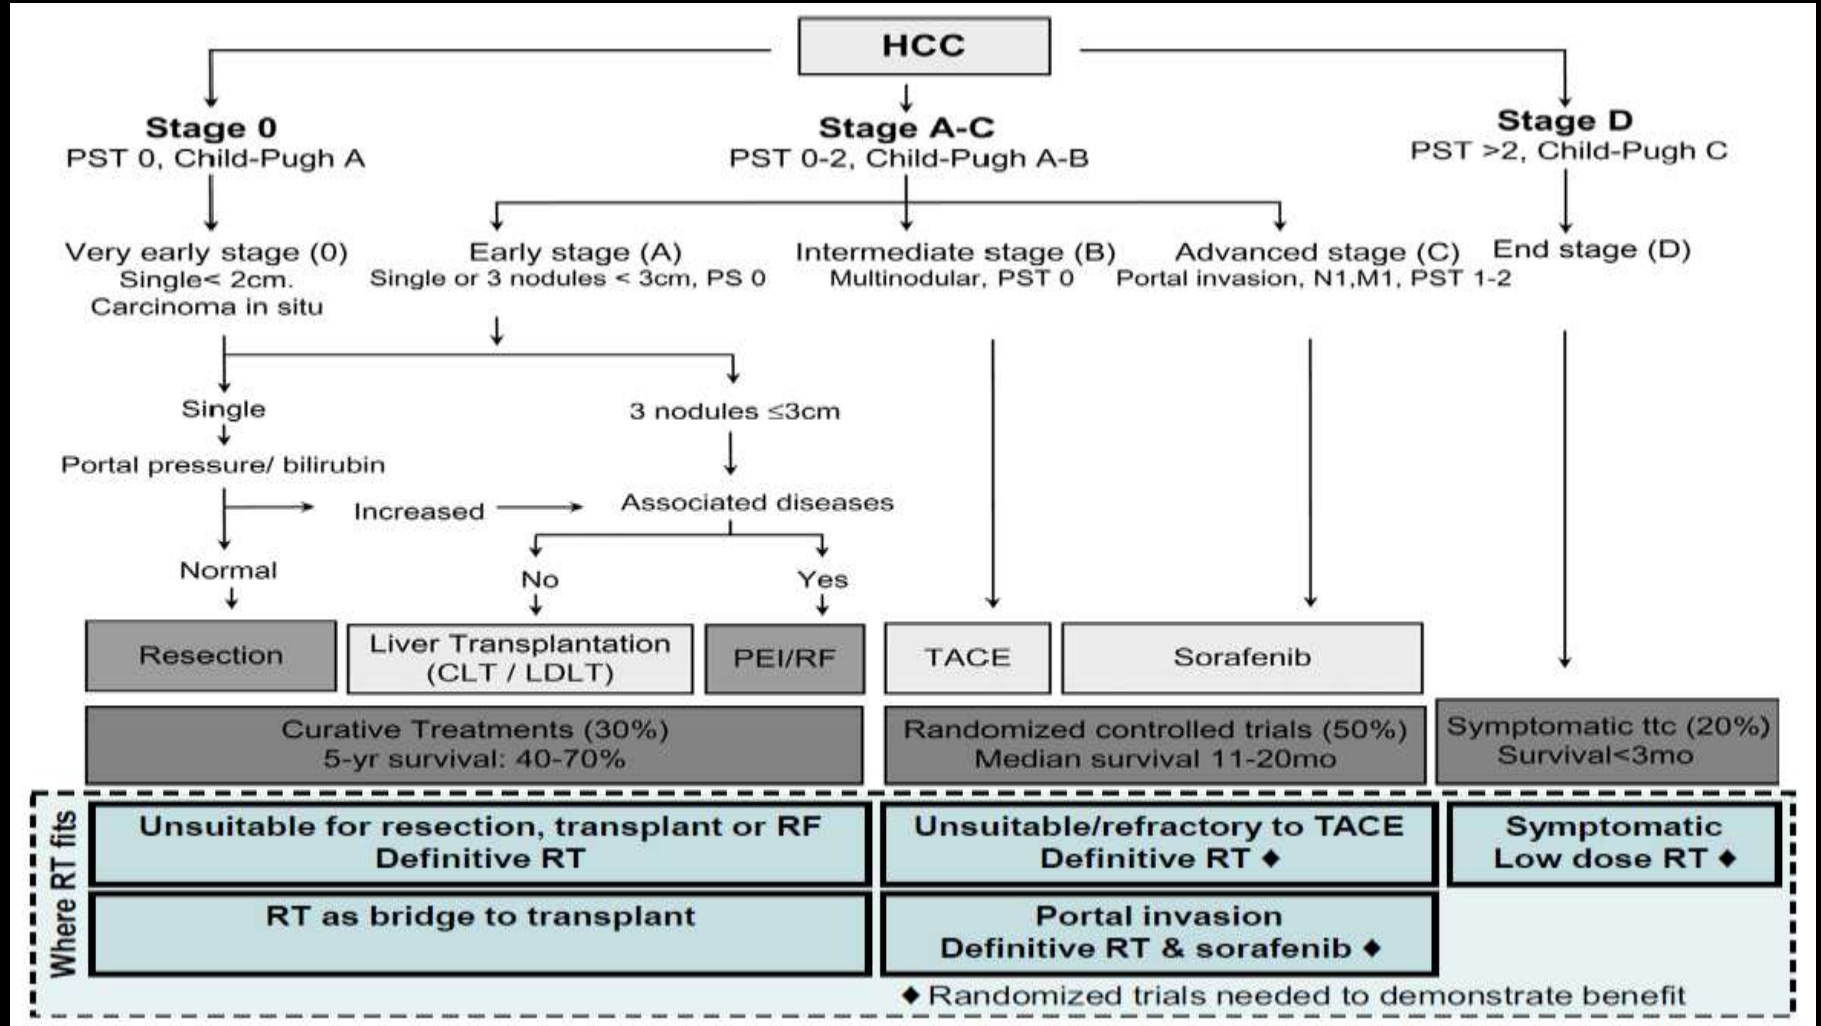 HCC
Stage 0
PST 0, Child-Pugh A
Stage A-C
PST 0-2, Child-Pugh A-B
Stage D
PST >2, Child-Pugh C
Very early stage (0)
Single< 2cm.
Carcinoma in situ
Early stage (A)
Single or 3 nodules < 3cm, PS 0
Intermediate stage (B)
Multinodular, PST 0
Advanced stage (C)
Portal invasion, N1,M1, PST 1-2
End stage (D)
Single
3 nodules ≤3cm
Portal pressure/ bilirubin
Increased
Associated diseases
Normal
No
Yes
Resection
Liver Transplantation
(CLT / LDLT)
PEI/RF
TACE
Sorafenib
Curative Treatments (30%)
5-yr survival: 40-70%
Randomized controlled trials (50%)
Median survival 11-20mo
Symptomatic ttc (20%)
Survival<3mo
Where RT fits
Unsuitable for resection, transplant or RF
Definitive RT
Unsuitable/refractory to TACE
Definitive RT ◆
Symptomatic
Low dose RT ◆
RT as bridge to transplant
Portal invasion
Definitive RT & sorafenib ◆
◆ Randomized trials needed to demonstrate benefit